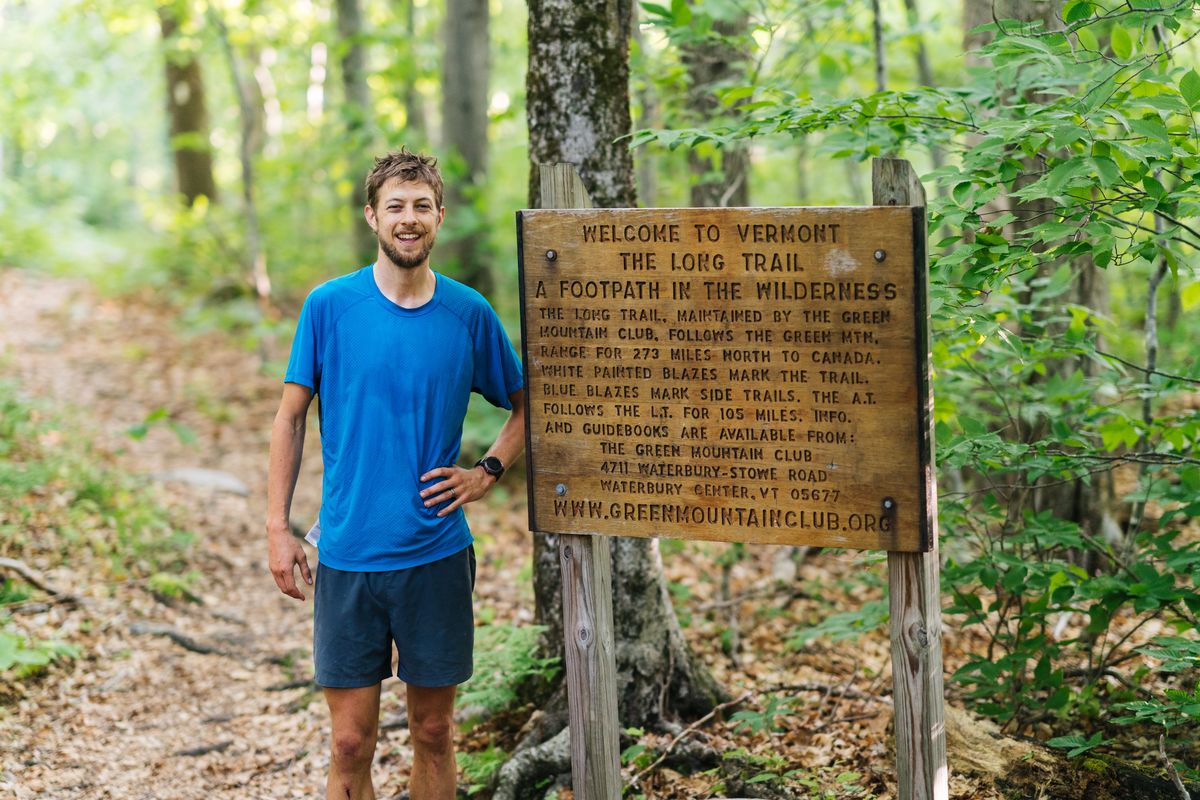 WELCOME TO VERMONT
THE LONG TRAIL
A FOOTPATH IN THE WILDERNESS
THE LONG TRAIL, MAINTAINED BY THE GREEN
MOUNTAIN CLUB, FOLLOWS THE GREEN MTN.
RANGE FOR 273 MILES NORTH TO CANADA.
WHITE PAINTED BLAZES MARK THE TRAIL.
BLUE BLAZES MARK SIDE TRAILS. THE A.T.
FOLLOWS THE L.T. FOR 105 MILES. INFO.
AND GUIDEBOOKS ARE AVAILABLE FROM:
THE GREEN MOUNTAIN CLUB
4711 WATERBURY-STOWE ROAD
WATERBURY CENTER, VT 05677
WWW.GREENMOUNTAINCLUB.ORG